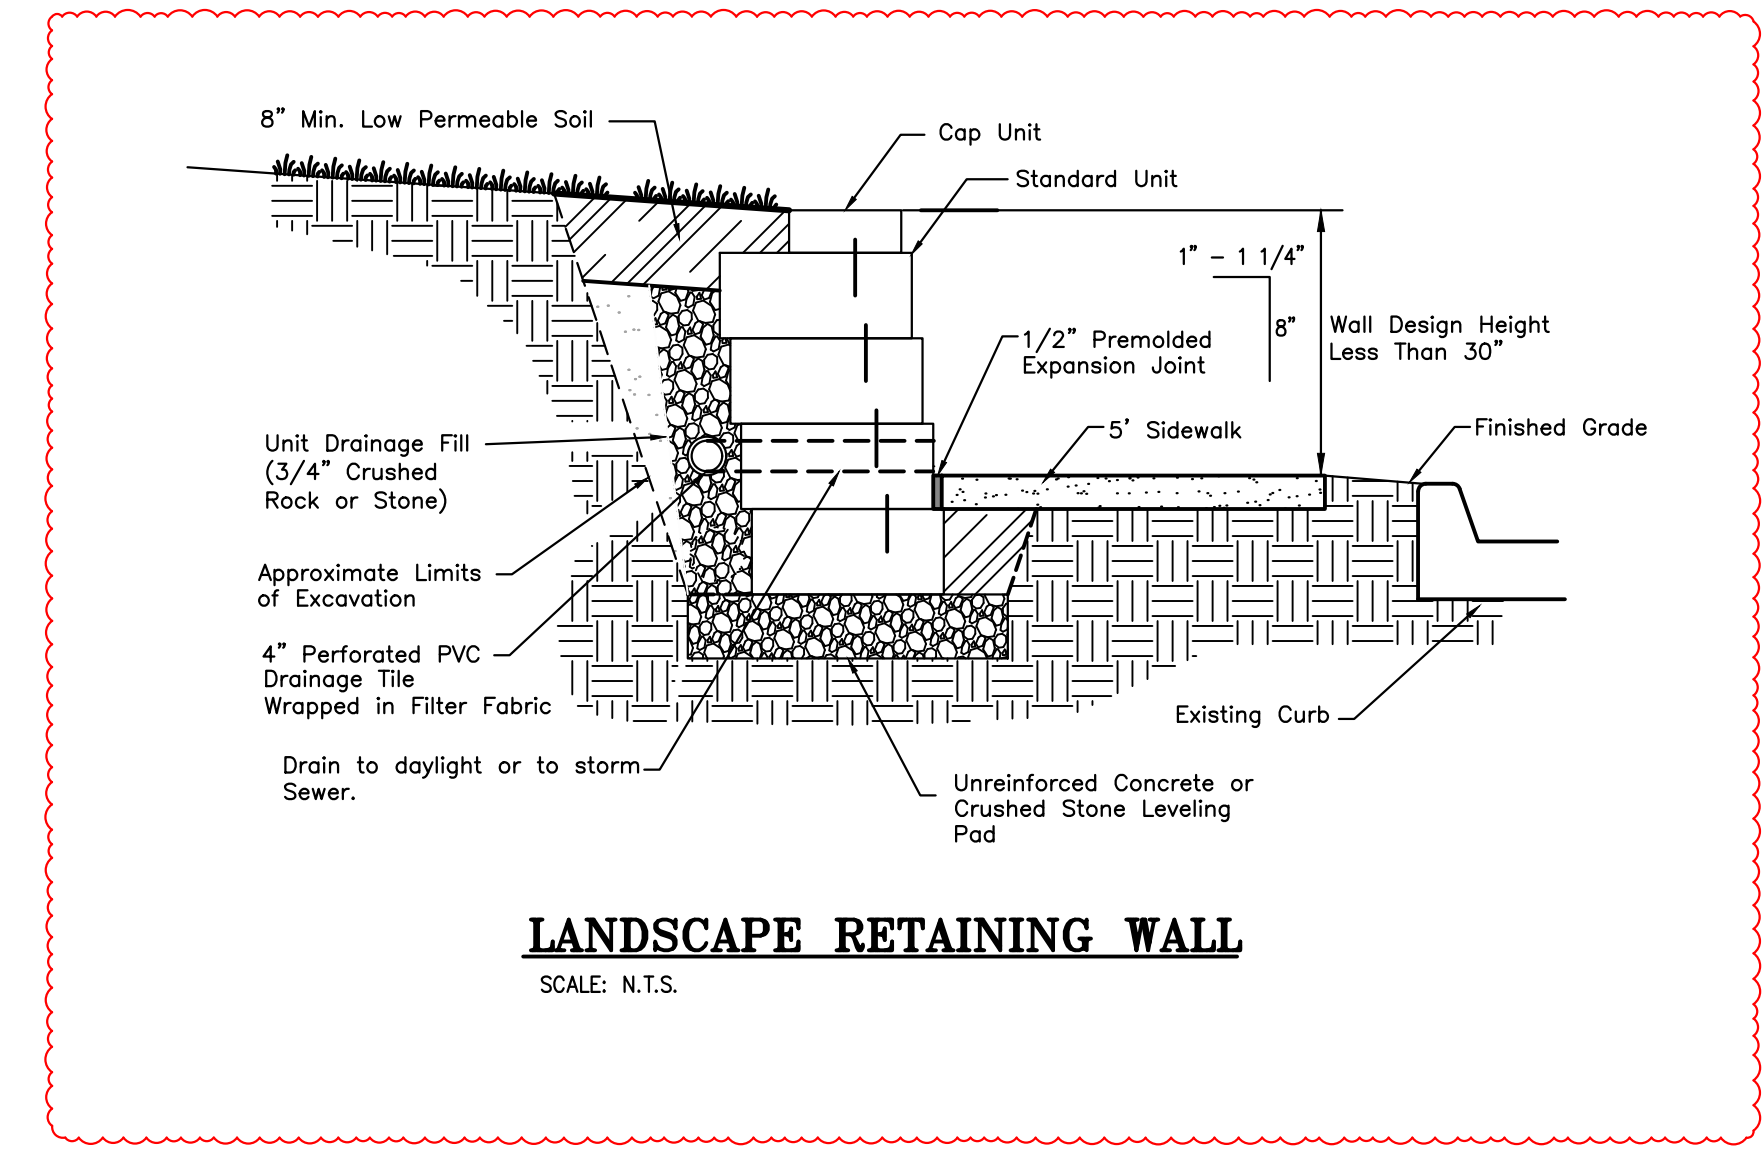 8" Min. Low Permeable Soil
Cap Unit
Standard Unit
1" - 1 1/4"
8"
Wall Design Height
Less Than 30"
1/2" Premolded
Expansion Joint
5' Sidewalk
Finished Grade
Unit Drainage Fill
(3/4" Crushed
Rock or Stone)
Approximate Limits
of Excavation
4" Perforated PVC
Drainage Tile
Wrapped in Filter Fabric
Existing Curb
Drain to daylight or to storm
Sewer.
Unreinforced Concrete or
Crushed Stone Leveling
Pad
LANDSCAPE RETAINING WALL
SCALE: N.T.S.